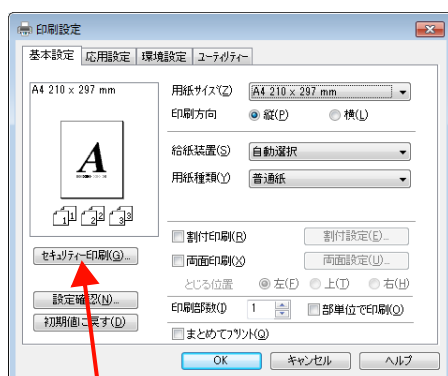 印刷設定
基本設定 応用設定 環境設定 ユーティリティー
A4 210 x 297 mm
A
1 2 3
セキュリティー印刷(G)...
設定確認(N)...
初期値に戻す(D)
用紙サイズ(Z) A4 210 x 297 mm
印刷方向 縦(P) 横(L)
給紙装置(S) 自動選択
用紙種類(Y) 普通紙
割付印刷(R) 割付設定(E)...
両面印刷(X) 両面設定(U)...
とじる位置 左(F) 上(T) 右(H)
印刷部数(I) 1 部単位で印刷(O)
まとめてプリント(Q)
OK キャンセル ヘルプ